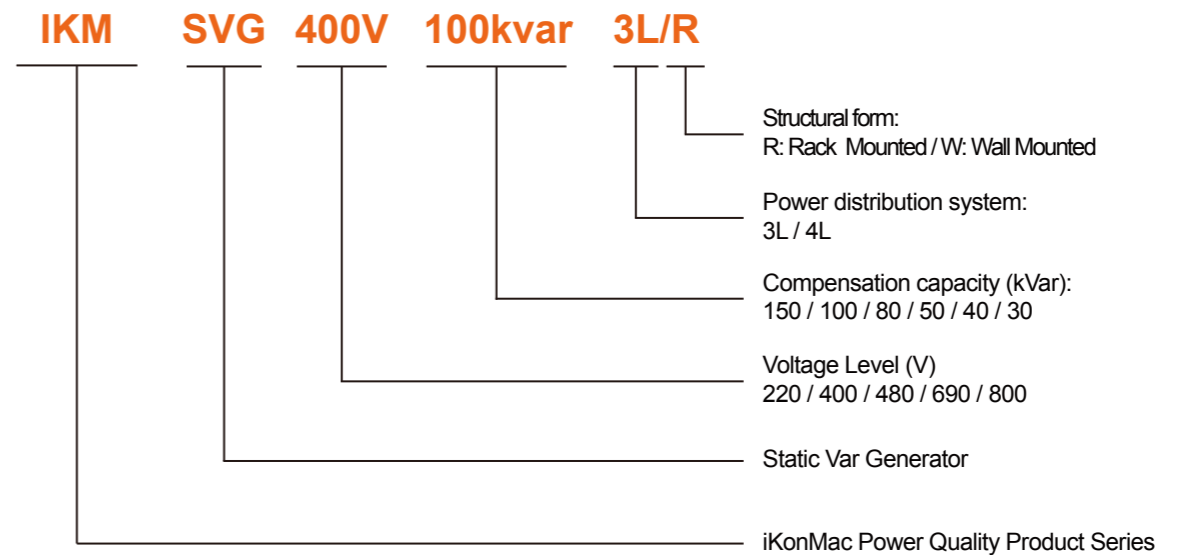 IKM SVG 400V 100kvar 3L/R
Structural form:
R: Rack Mounted / W: Wall Mounted
Power distribution system:
3L / 4L
Compensation capacity (kVar):
150 / 100 / 80 / 50 / 40 / 30
Voltage Level (V)
220 / 400 / 480 / 690 / 800
Static Var Generator
iKonMac Power Quality Product Series